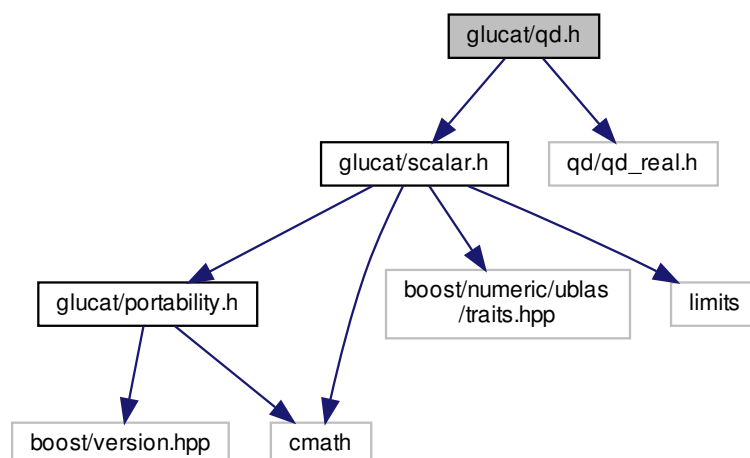 glucat/qd.h
glucat/scalar.h
qd/qd_real.h
glucat/portability.h
boost/numeric/ublas
/traits.hpp
limits
boost/version.hpp
cmath